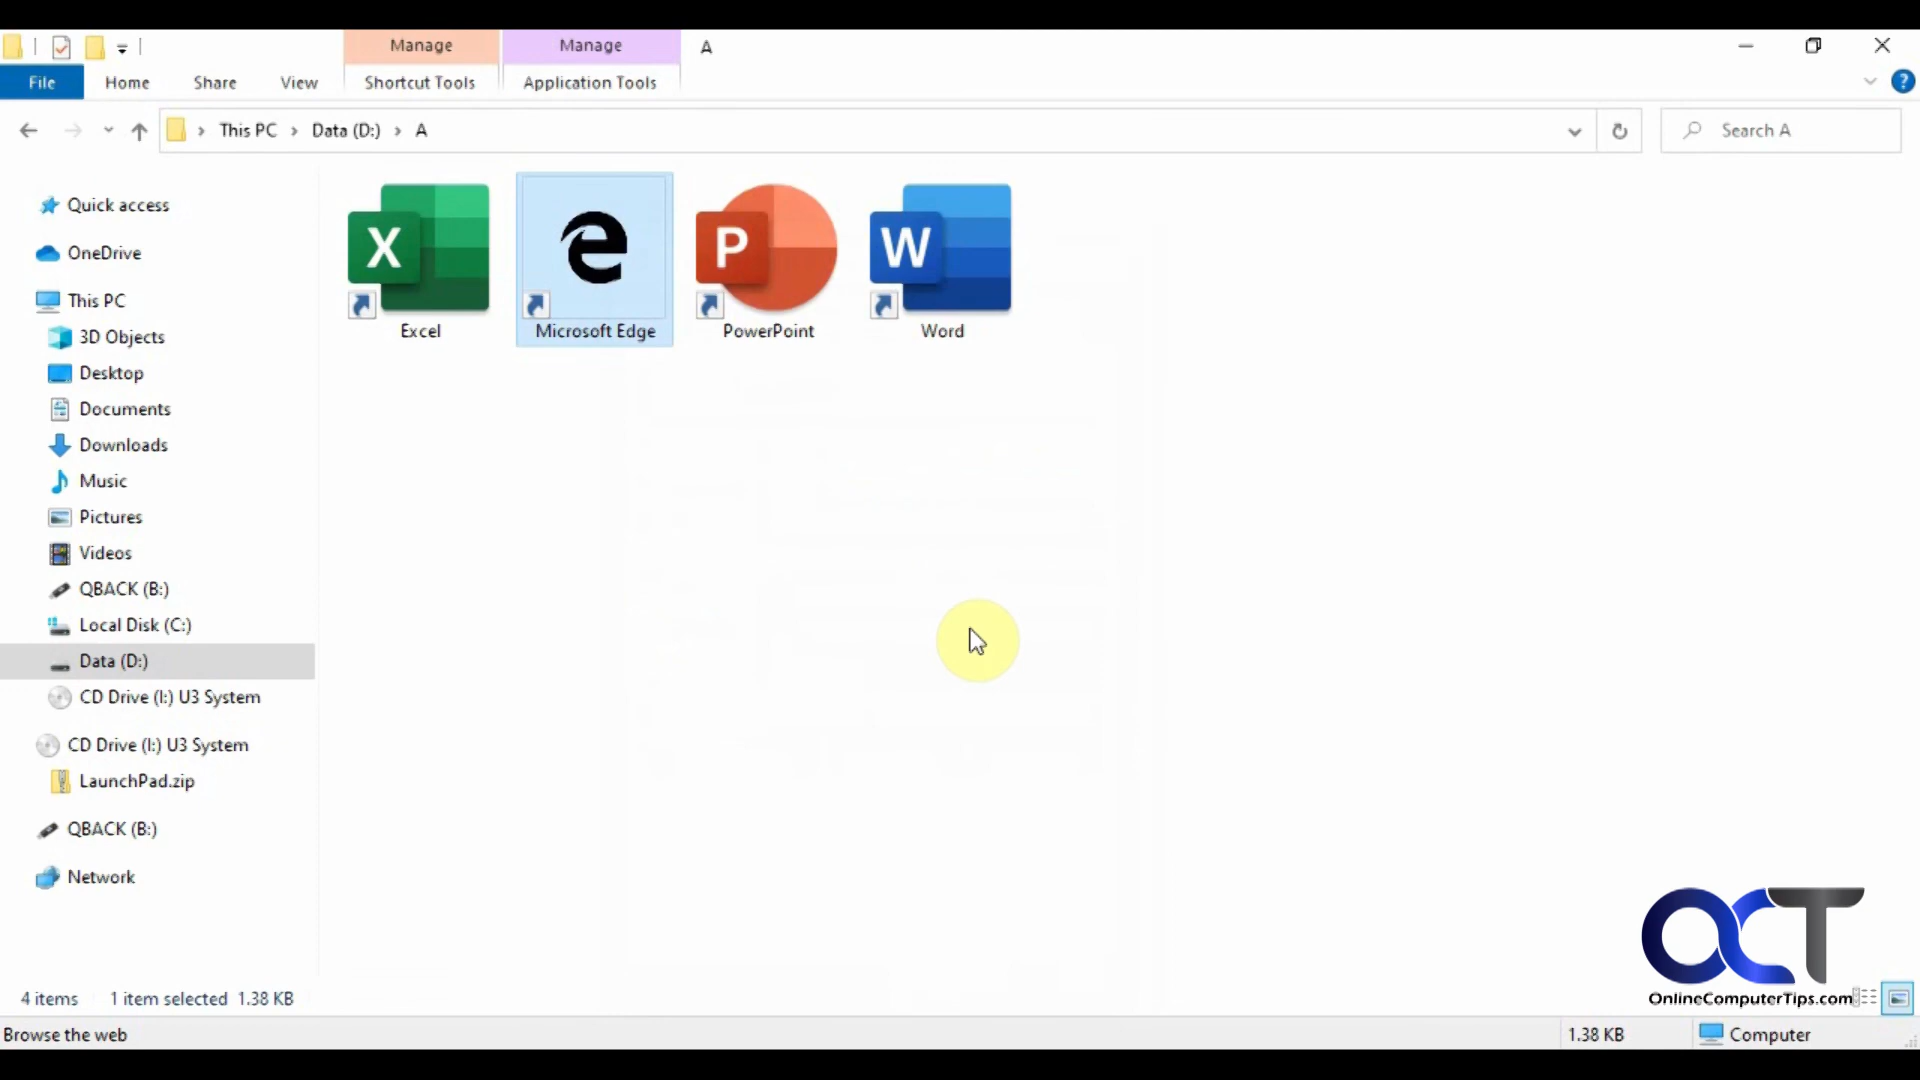 Manage
Manage
A
File
Home
Share
View
Shortcut Tools
Application Tools
This PC
Data (D:)
A
Search A
Quick access
OneDrive
This PC
3D Objects
Desktop
Documents
Downloads
Music
Pictures
Videos
QBACK (B:)
Local Disk (C:)
Data (D:)
CD Drive (I:) U3 System
CD Drive (I:) U3 System
LaunchPad.zip
QBACK (B:)
Network
X
Excel
Microsoft Edge
P
PowerPoint
W
Word
OCT
OnlineComputerTips.com
4 items
1 item selected 1.38 KB
Browse the web
1.38 KB
Computer